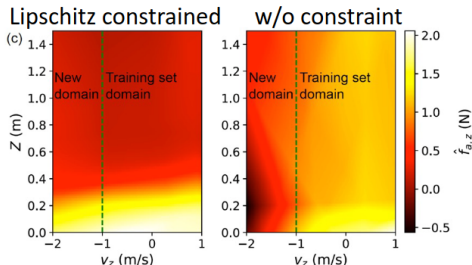 Lipschitz constrained w/o constraint
(c)
1.4
1.2
1.0
0.8
0.6
0.4
0.2
0.0
Z (m)
New domain
Training set domain
−2 −1 0 1
v_z (m/s)
New domain
Training set domain
−2 −1 0 1
v_z (m/s)
2.0
1.5
1.0
0.5
0.0
−0.5
f̂_{a,z} (N)